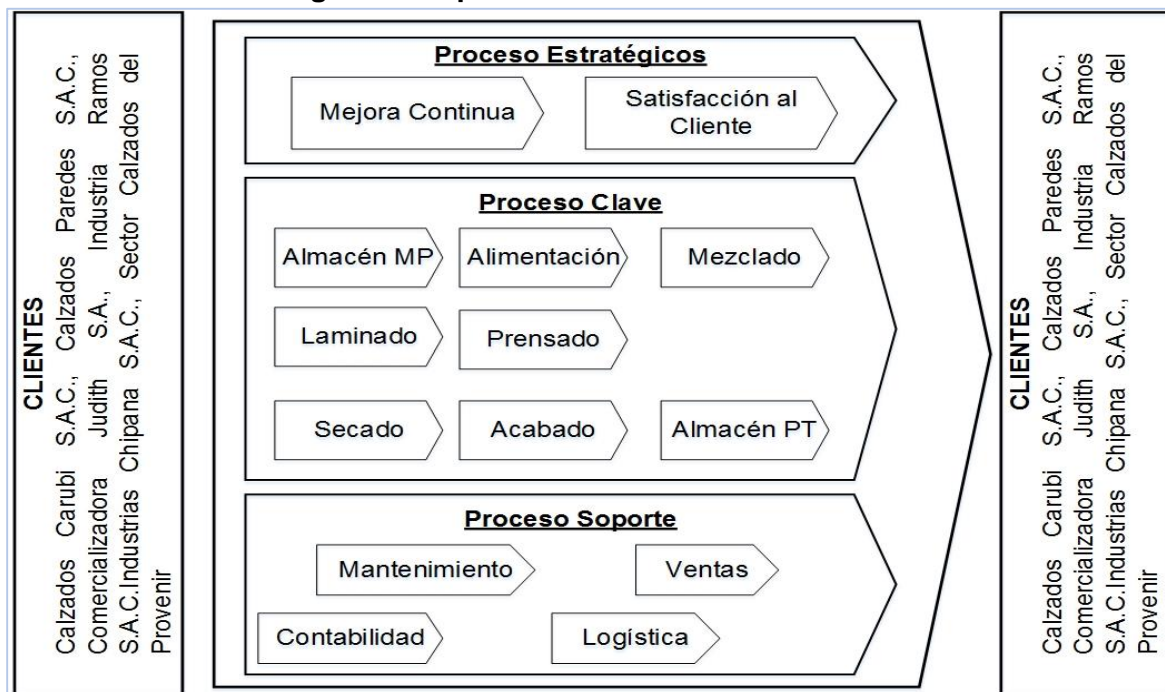 CLIENTES
Calzados Carubi S.A.C., Calzados Paredes S.A.C.,
Comercializadora Judith S.A., Industria Ramos
S.A.C.Industrias Chipana S.A.C., Sector Calzados del
Provenir
Proceso Estratégicos
Mejora Continua
Satisfacción al
Cliente
Proceso Clave
Almacén MP
Alimentación
Mezclado
Laminado
Prensado
Secado
Acabado
Almacén PT
Proceso Soporte
Mantenimiento
Ventas
Contabilidad
Logística
CLIENTES
Calzados Carubi S.A.C., Calzados Paredes S.A.C.,
Comercializadora Judith S.A., Industria Ramos
S.A.C.Industrias Chipana S.A.C., Sector Calzados del
Provenir